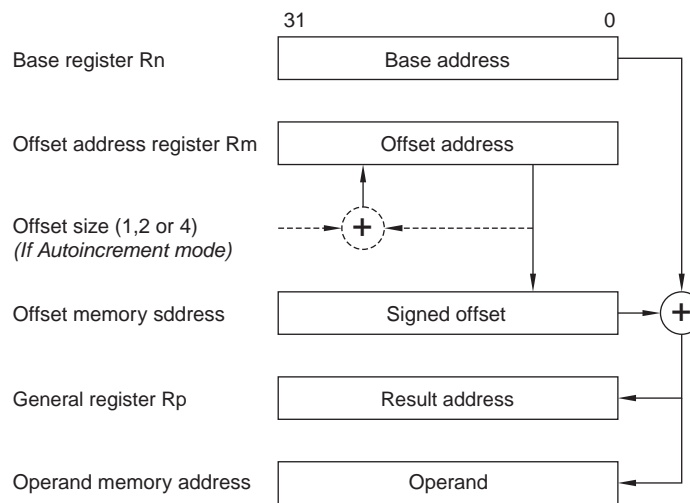 31 0
Base register Rn Base address
Offset address register Rm Offset address
+
Offset size (1,2 or 4)
(If Autoincrement mode)
Offset memory sddress Signed offset +
General register Rp Result address
Operand memory address Operand